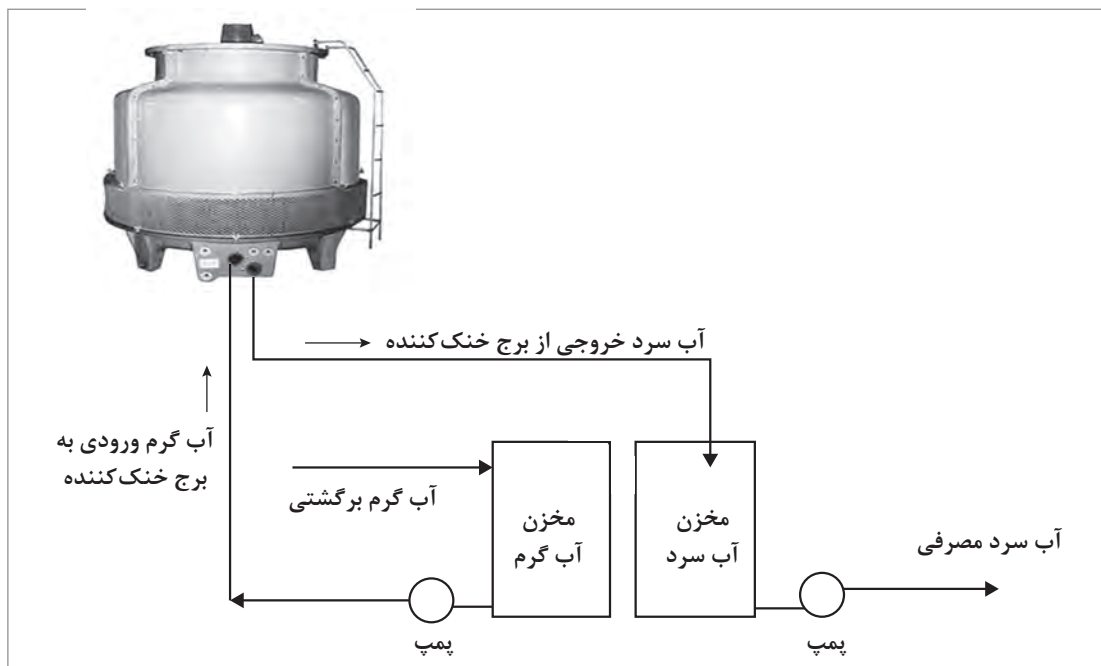 آب سرد خروجی از برج خنک‌کننده
آب گرم ورودی به
برج خنک‌کننده
آب گرم برگشتی
مخزن
آب گرم
مخزن
آب سرد
آب سرد مصرفی
پمپ
پمپ